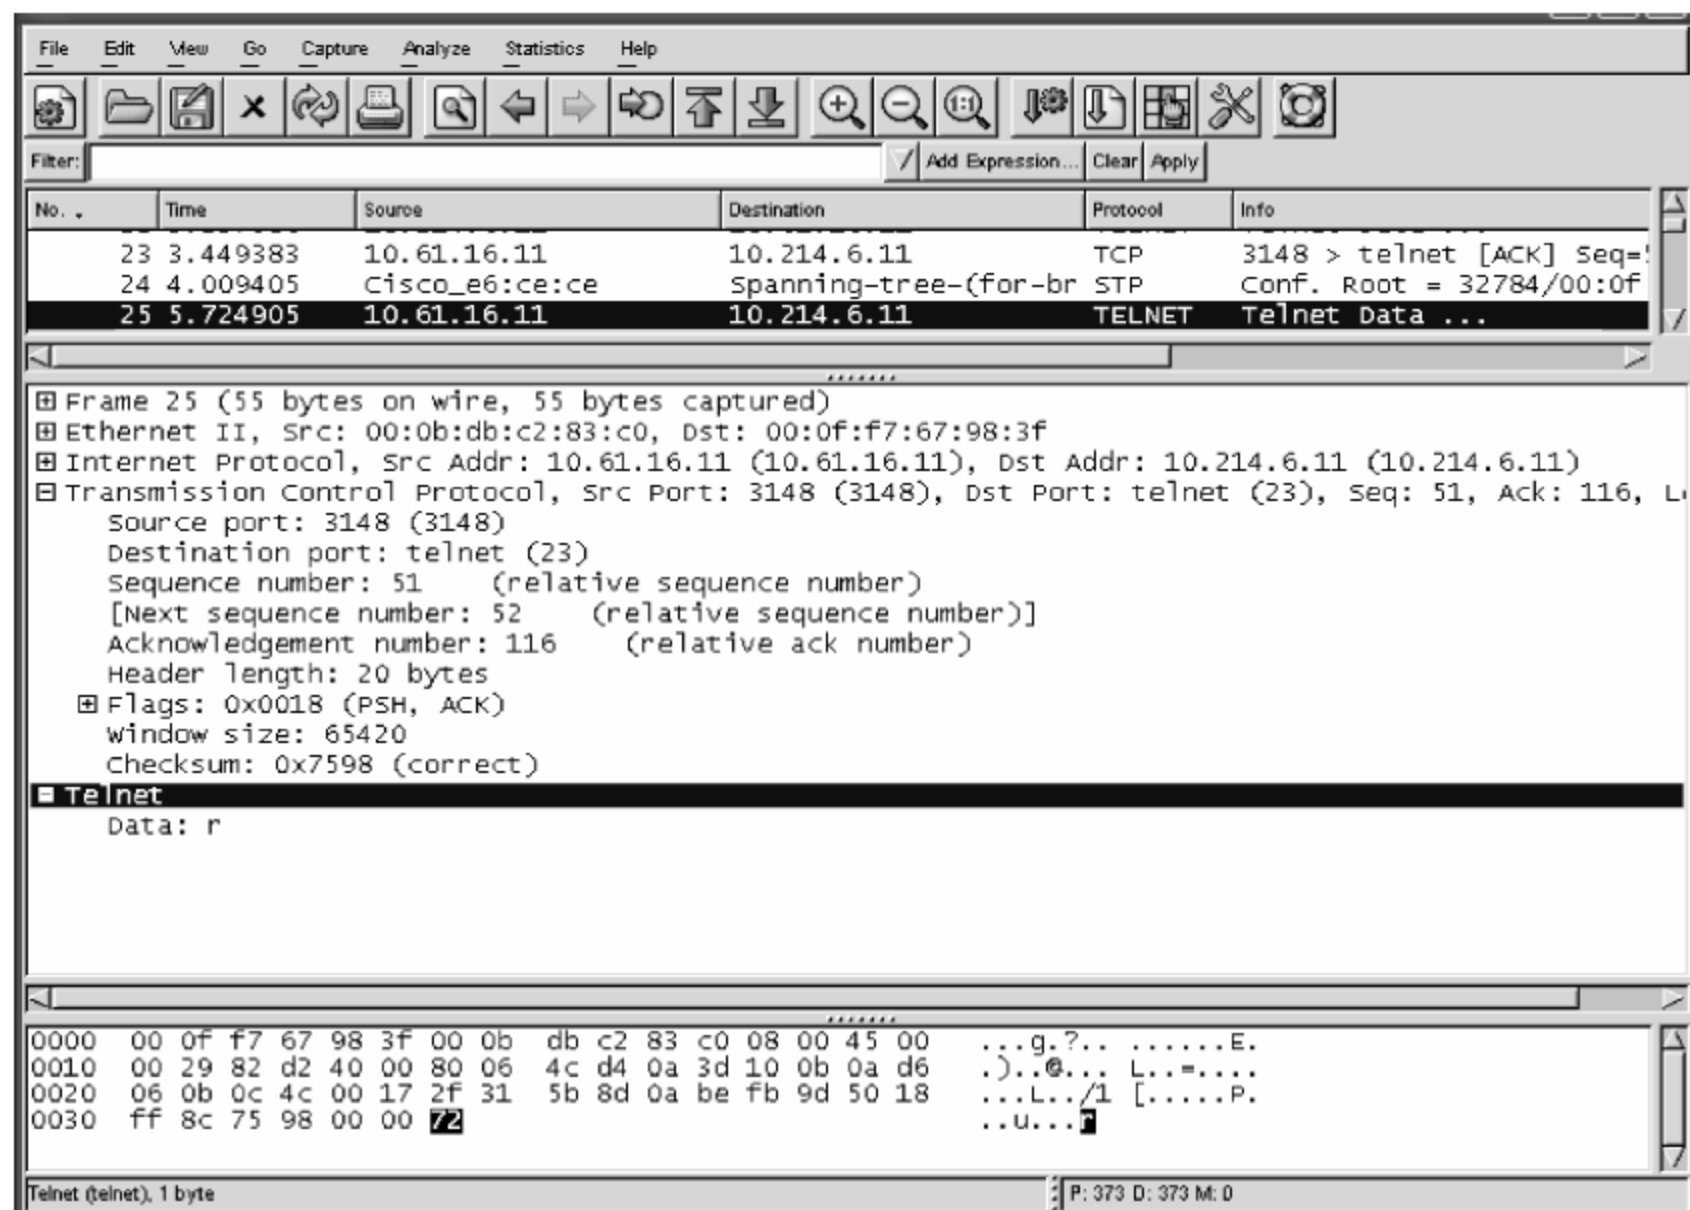 File Edit View Go Capture Analyze Statistics Help
Filter: Add Expression... Clear Apply
No. . Time Source Destination Protocol Info
23 3.449383 10.61.16.11 10.214.6.11 TCP 3148 > telnet [ACK] Seq=
24 4.009405 Cisco_e6:ce:ce Spanning-tree-(for-br STP Conf. Root = 32784/00:0f
25 5.724905 10.61.16.11 10.214.6.11 TELNET Telnet Data ...
Frame 25 (55 bytes on wire, 55 bytes captured)
Ethernet II, Src: 00:0b:db:c2:83:c0, Dst: 00:0f:f7:67:98:3f
Internet Protocol, Src Addr: 10.61.16.11 (10.61.16.11), Dst Addr: 10.214.6.11 (10.214.6.11)
Transmission Control Protocol, Src Port: 3148 (3148), Dst Port: telnet (23), Seq: 51, Ack: 116,
Source port: 3148 (3148)
Destination port: telnet (23)
Sequence number: 51 (relative sequence number)
[Next sequence number: 52 (relative sequence number)]
Acknowledgement number: 116 (relative ack number)
Header length: 20 bytes
Flags: 0x0018 (PSH, ACK)
Window size: 65420
Checksum: 0x7598 (correct)
Telnet
Data: r
0000 00 0f f7 67 98 3f 00 0b db c2 83 c0 08 00 45 00 ...g.?.. ......E.
0010 00 29 82 d2 40 00 80 06 4c d4 0a 3d 10 0b 0a d6 .)..@... L..=....
0020 06 0b 0c 4c 00 17 2f 31 5b 8d 0a be fb 9d 50 18 ...L../1 [.....P.
0030 ff 8c 75 98 00 00 72 ..u...r
Telnet (telnet), 1 byte P: 373 D: 373 M: 0